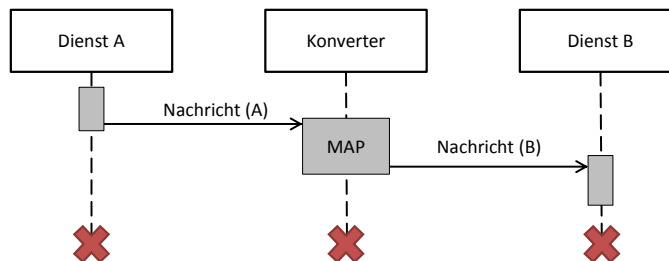 Dienst A
Konverter
Dienst B
Nachricht (A)
MAP
Nachricht (B)